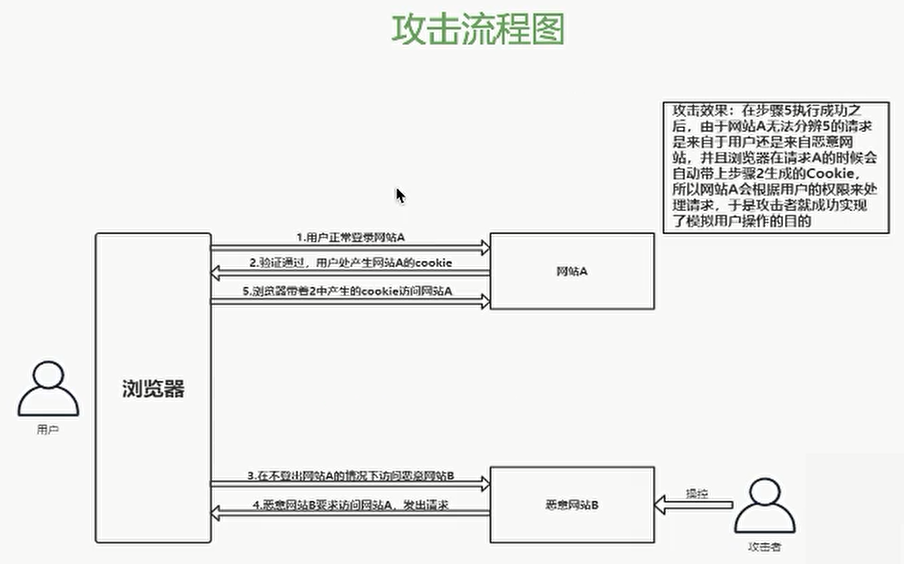 攻击流程图
攻击效果：在步骤5执行成功之
后，由于网站A无法分辨5的请求
是来自于用户还是来自恶意网
站，并且浏览器在请求A的时候会
自动带上步骤2生成的Cookie，
所以网站A会根据用户的权限来处
理请求，于是攻击者就成功实现
了模拟用户操作的目的
1.用户正常登录网站A
2.验证通过，用户处产生网站A的cookie
网站A
5.浏览器带着2中产生的cookie访问网站A
浏览器
用户
3.在不登出网站A的情况下访问恶意网站B
4.恶意网站B要求访问网站A，发出请求
恶意网站B
操控
攻击者